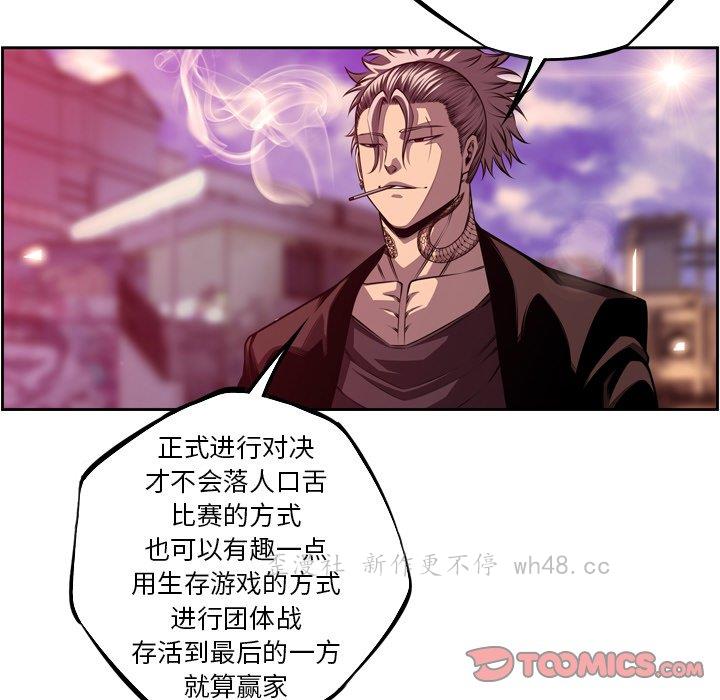 正式进行对决
才不会落人口舌
比赛的方式
也可以有趣一点
歪漫社 新作更不停 wh48.cc
用生存游戏的方式
进行团体战
存活到最后的一方
就算赢家
TOOMICS.COM